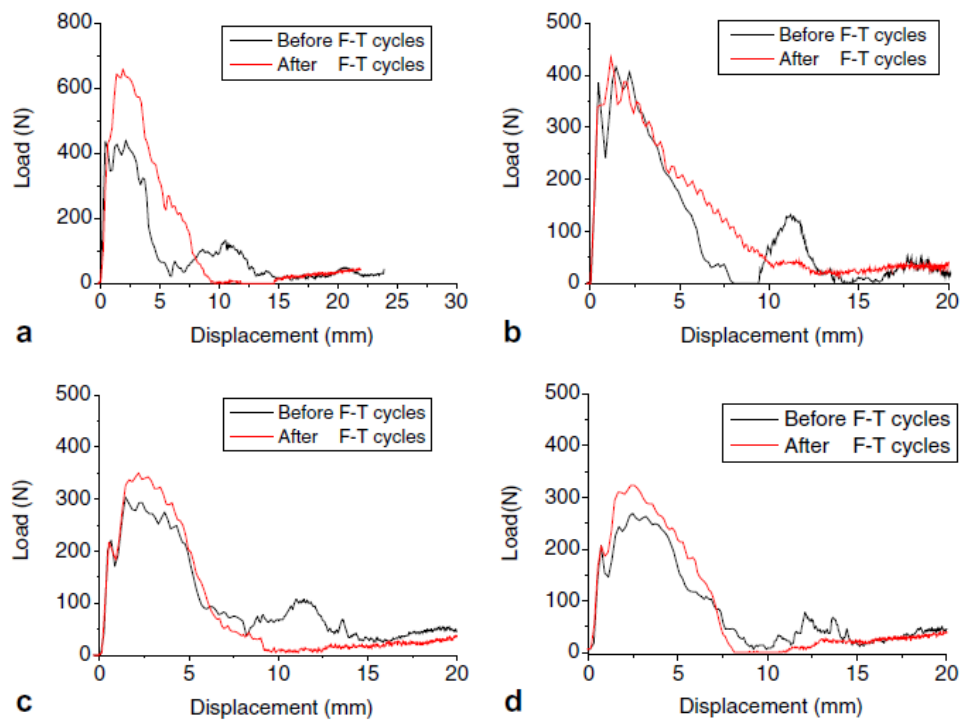 800
600
400
200
0
Load (N)
Before F-T cycles
After F-T cycles
0 5 10 15 20 25 30
Displacement (mm)
a
500
400
300
200
100
0
Load (N)
Before F-T cycles
After F-T cycles
0 5 10 15 20
Displacement (mm)
b
500
400
300
200
100
0
Load (N)
Before F-T cycles
After F-T cycles
0 5 10 15 20
Displacement (mm)
c
500
400
300
200
100
0
Load(N)
Before F-T cycles
After F-T cycles
0 5 10 15 20
Displacement (mm)
d